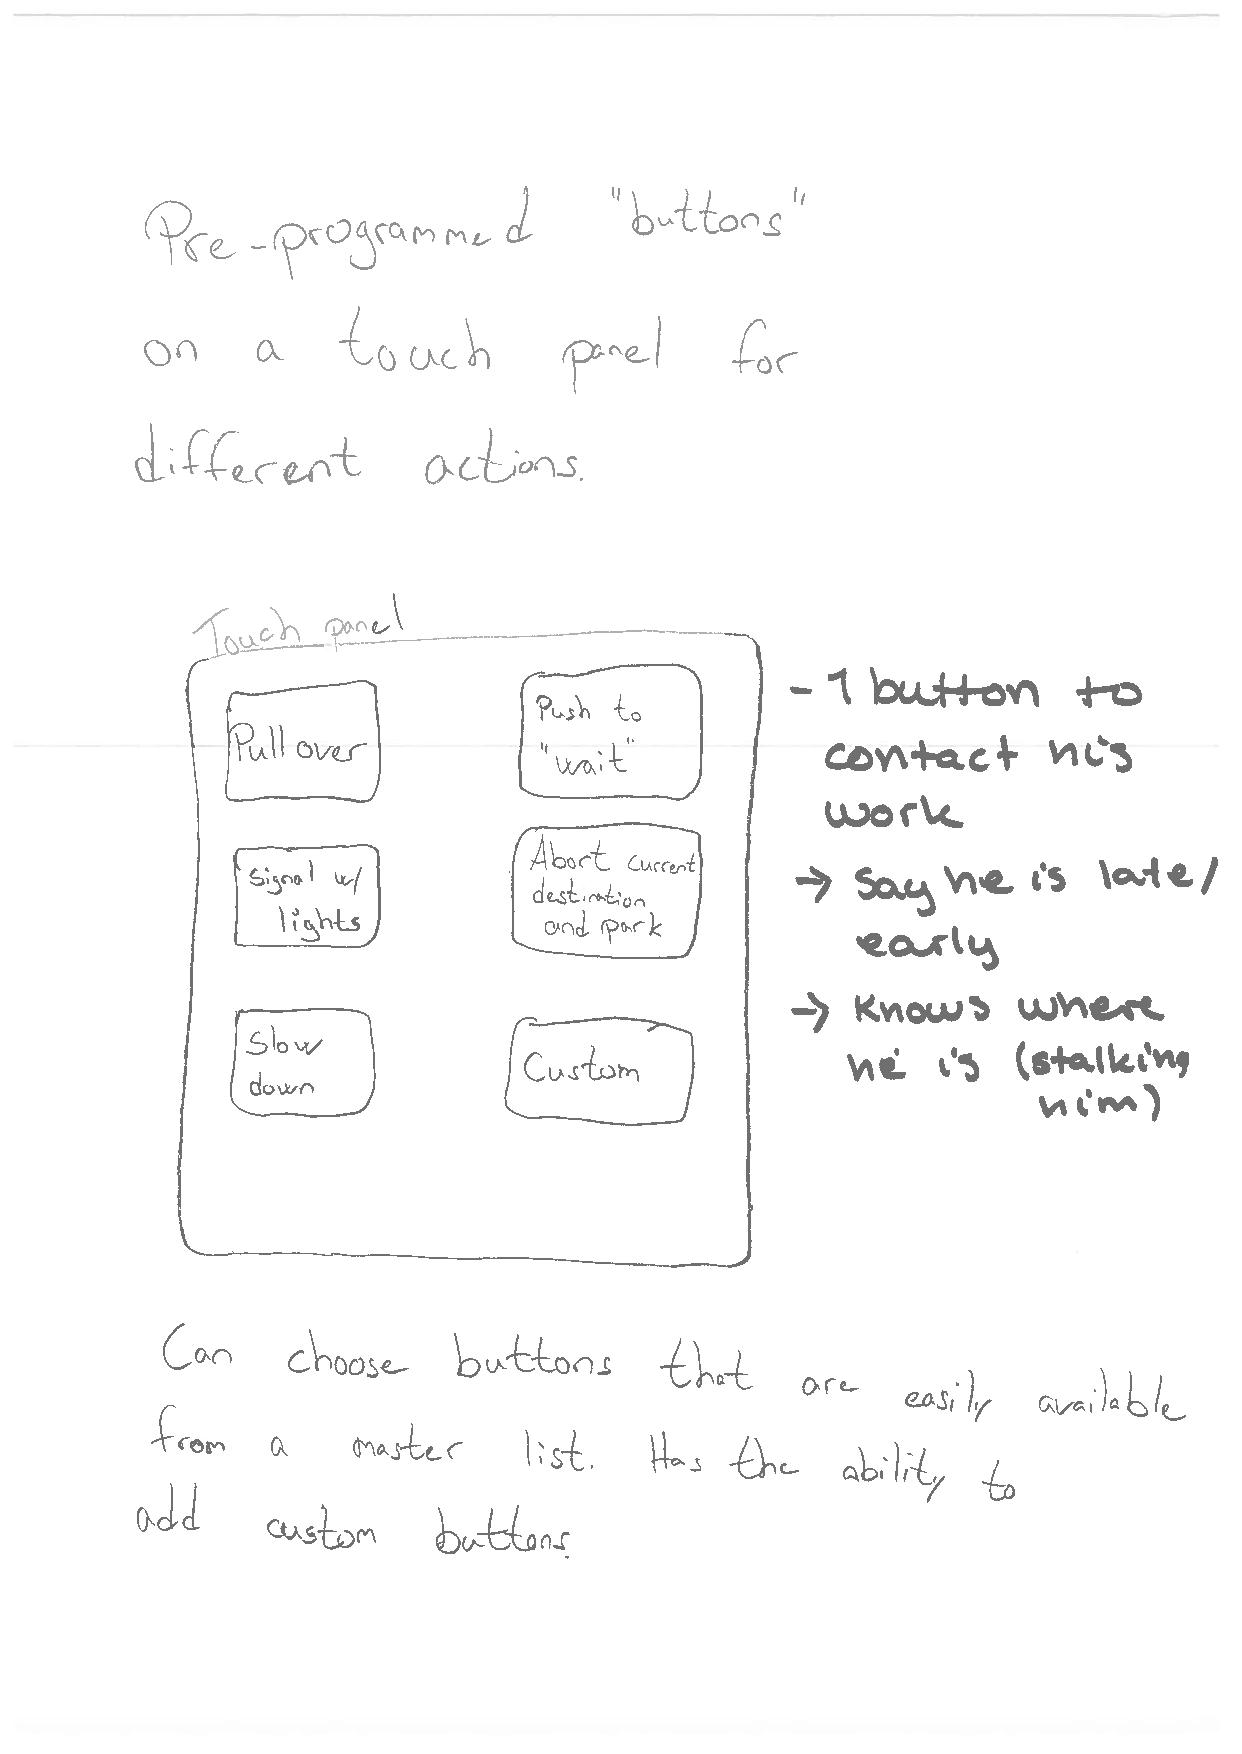 Pre-programmed "buttons"
on a touch panel for
different actions.
Touch panel
Pull over
Push to
"wait"
Signal w/
lights
Abort current
destination
and park
Slow
down
Custom
- 1 button to
contact his
work
→ Say he is late/
early
→ Knows where
he is (stalking
him)
Can choose buttons that are easily available
from a master list. Has the ability to
add custom buttons.